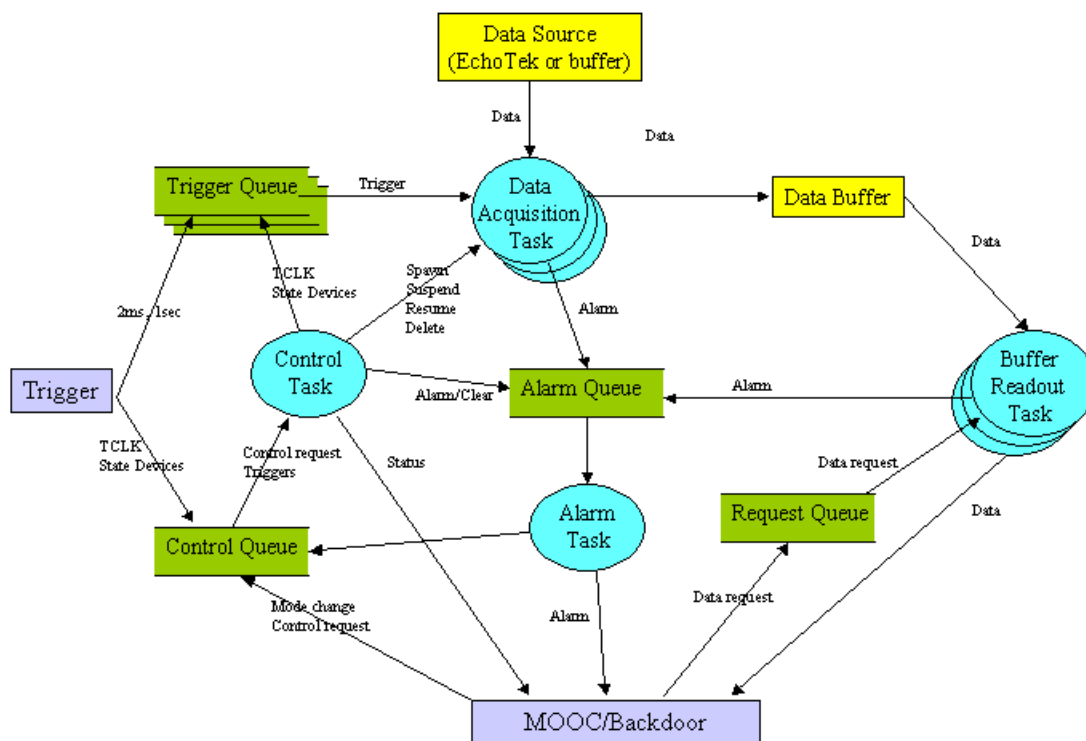 Data Source
(EchoTek or buffer)
Data
Data
Trigger Queue
Trigger
Data
Acquisition
Task
Data Buffer
Data
TCLK
State Devices
Spawn
Suspend
Resume
Delete
2ms, 1sec
Alarm
Control
Task
Buffer
Readout
Task
Trigger
Alarm/Clear
Alarm Queue
Alarm
TCLK
State Devices
Control request
Triggers
Status
Data request
Control Queue
Alarm
Task
Request Queue
Data
Mode change
Control request
Alarm
Data request
MOOC/Backdoor